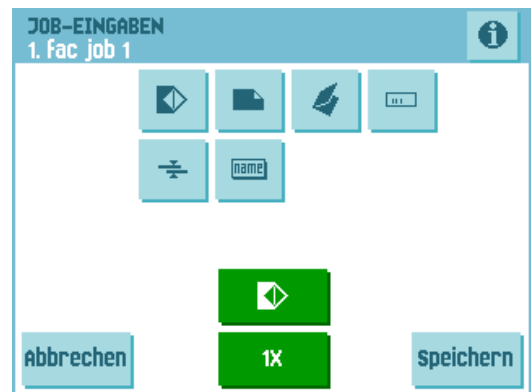 JOB-EINGABEN
1. Fac job 1
name
1X
Abbrechen
Speichern